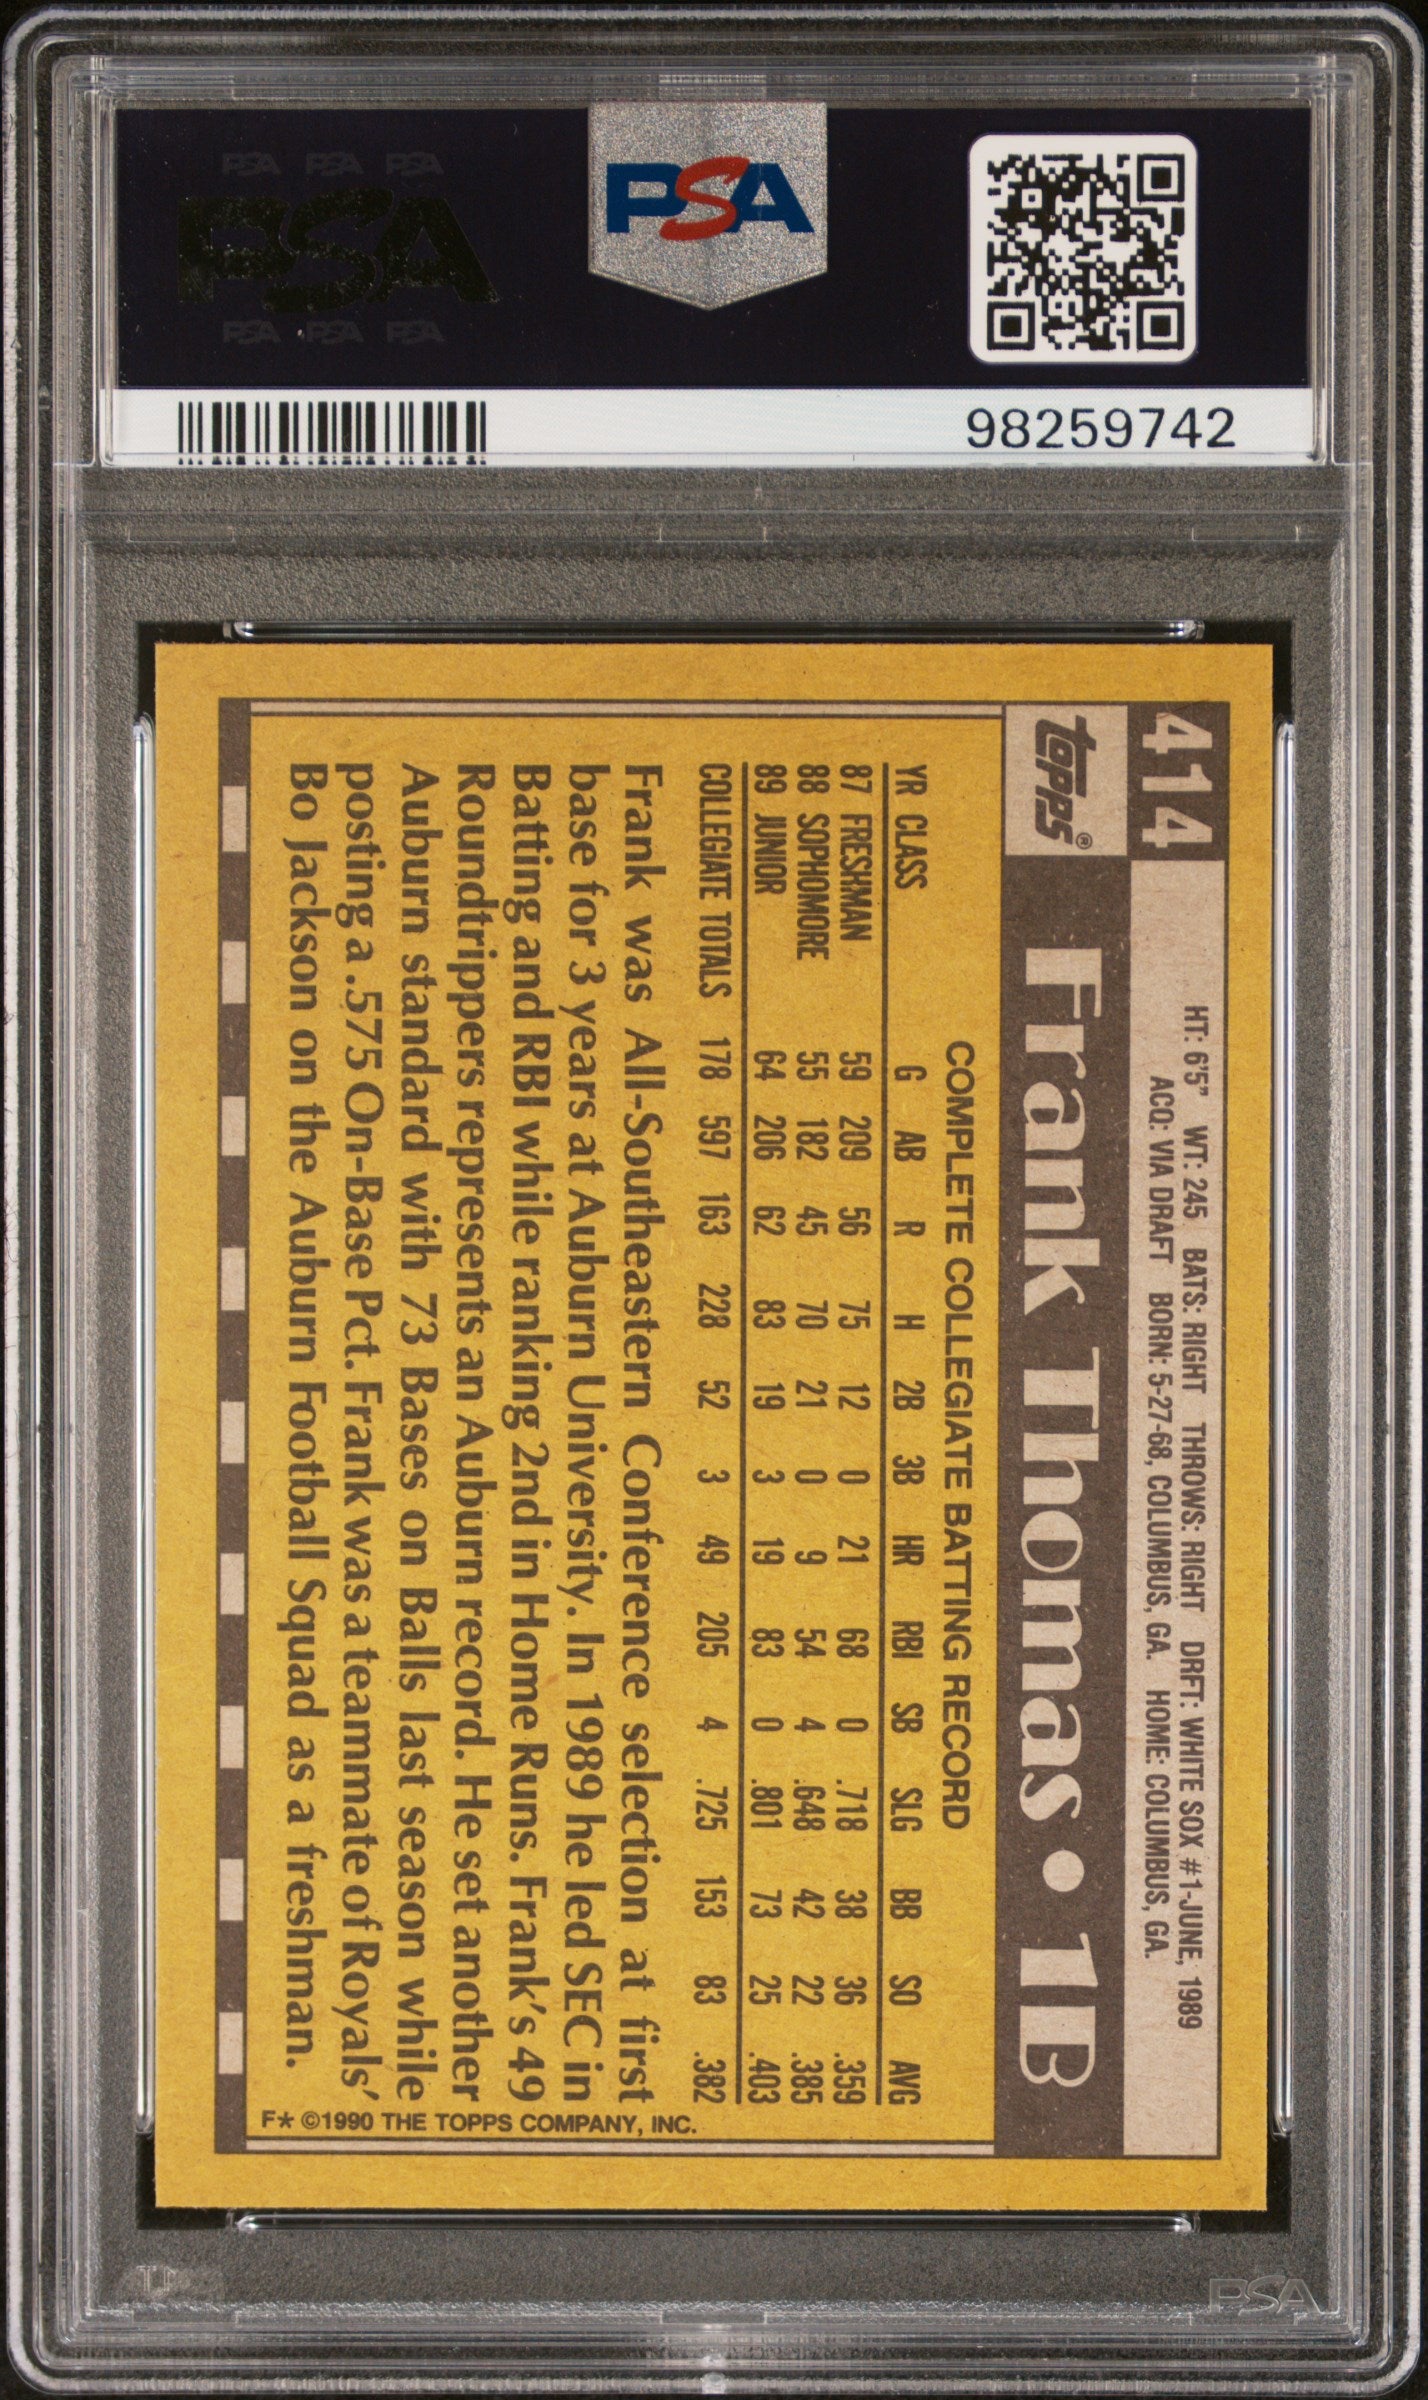 PSA PSA PSA
PSA
PSA PSA PSA
PSA
98259742
414
HT: 6'5" WT: 245 BATS: RIGHT THROWS: RIGHT DRFT: WHITE SOX #1-JUNE, 1989
ACQ: VIA DRAFT BORN: 5-27-68, COLUMBUS, GA. HOME: COLUMBUS, GA.
topps®
Frank Thomas • 1B
COMPLETE COLLEGIATE BATTING RECORD
YR CLASS G AB R H 2B 3B HR RBI SB SLG BB SO AVG
87 FRESHMAN 59 209 56 75 12 0 21 68 0 .718 38 36 .359
88 SOPHOMORE 55 182 45 70 21 0 9 54 4 .648 42 22 .385
89 JUNIOR 64 206 62 83 19 3 19 83 0 .801 73 25 .403
COLLEGIATE TOTALS 178 597 163 228 52 3 49 205 4 .725 153 83 .382
Frank was All-Southeastern Conference selection at first
base for 3 years at Auburn University. In 1989 he led SEC in
Batting and RBI while ranking 2nd in Home Runs. Frank's 49
Roundtrippers represents an Auburn record. He set another
Auburn standard with 73 Bases on Balls last season while
posting a .575 On-Base Pct. Frank was a teammate of Royals'
Bo Jackson on the Auburn Football Squad as a freshman.
F* ©1990 THE TOPPS COMPANY, INC.
PSA